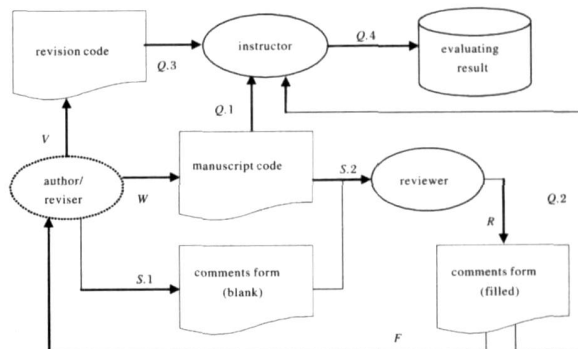 revision code
instructor
evaluating
result
Q.3
Q.4
Q.1
V
manuscript code
author/
reviser
W
S.2
reviewer
Q.2
R
S.1
comments form
(blank)
comments form
(filled)
F